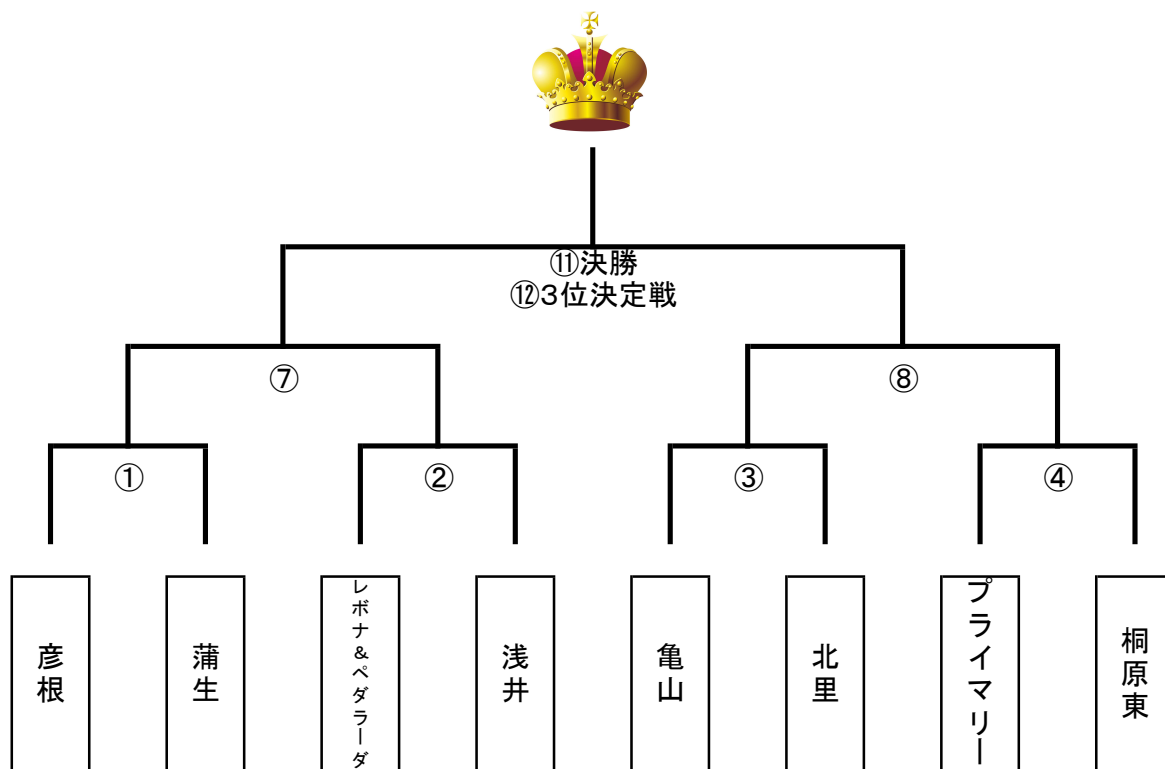 ⑪決勝
⑫3位決定戦
⑦
⑧
①
②
③
④
彦根
蒲生
レボナ&ペダラーダ
浅井
亀山
北里
プライマリー
桐原東